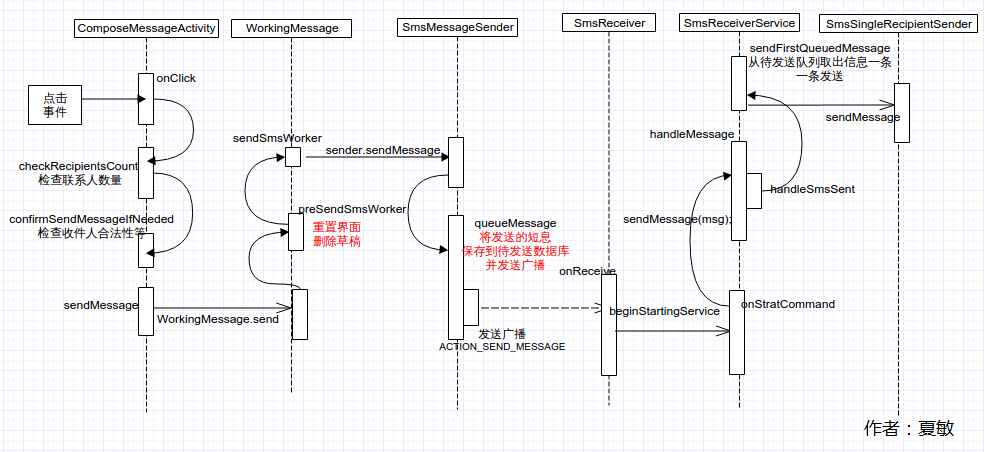 ComposeMessageActivity
WorkingMessage
SmsMessageSender
SmsReceiver
SmsReceiverService
SmsSingleRecipientSender
点击
事件
onClick
checkRecipientsCount
检查联系人数量
confirmSendMessageIfNeeded
检查收件人合法性等
sendMessage
WorkingMessage.send
sendSmsWorker
preSendSmsWorker
重置界面
删除草稿
sender.sendMessage
queueMessage
将发送的短息
保存到待发送数据库
并发送广播
发送广播
ACTION_SEND_MESSAGE
onReceive
beginStartingService
sendFirstQueuedMessage
从待发送队列取出信息一条
一条发送
sendMessage
handleMessage
handleSmsSent
sendMessage(msg);
onStratCommand
作者：夏敏